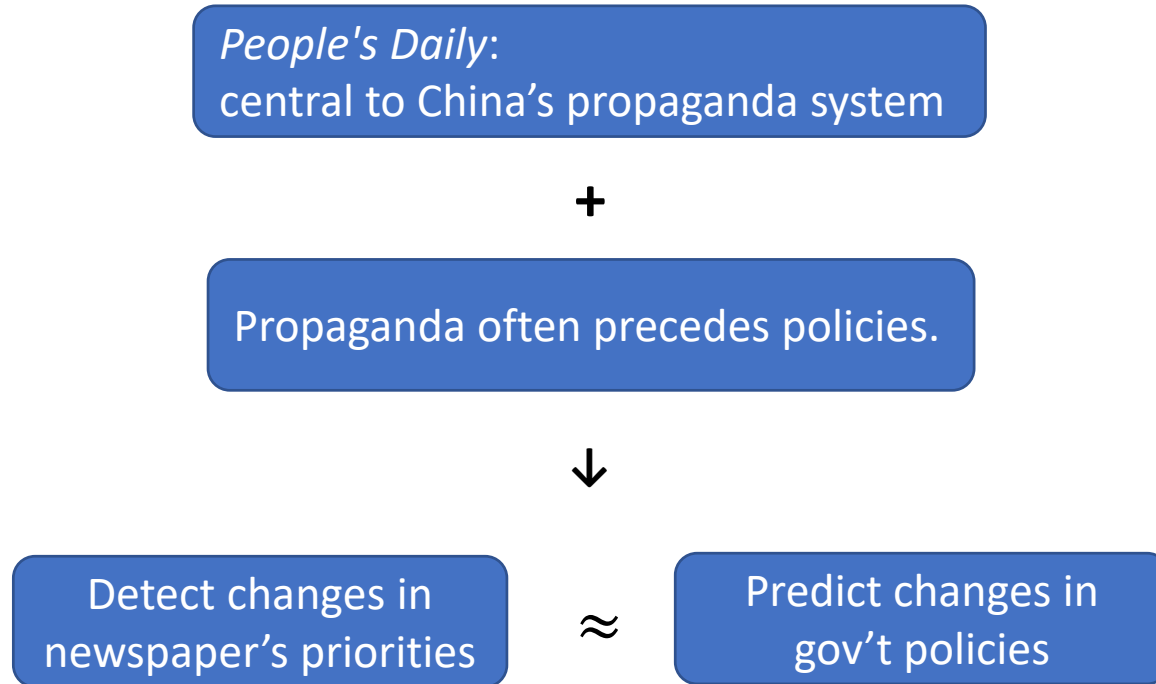 People's Daily:
central to China’s propaganda system
+
Propaganda often precedes policies.
↓
Detect changes in
newspaper’s priorities
≈
Predict changes in
gov’t policies